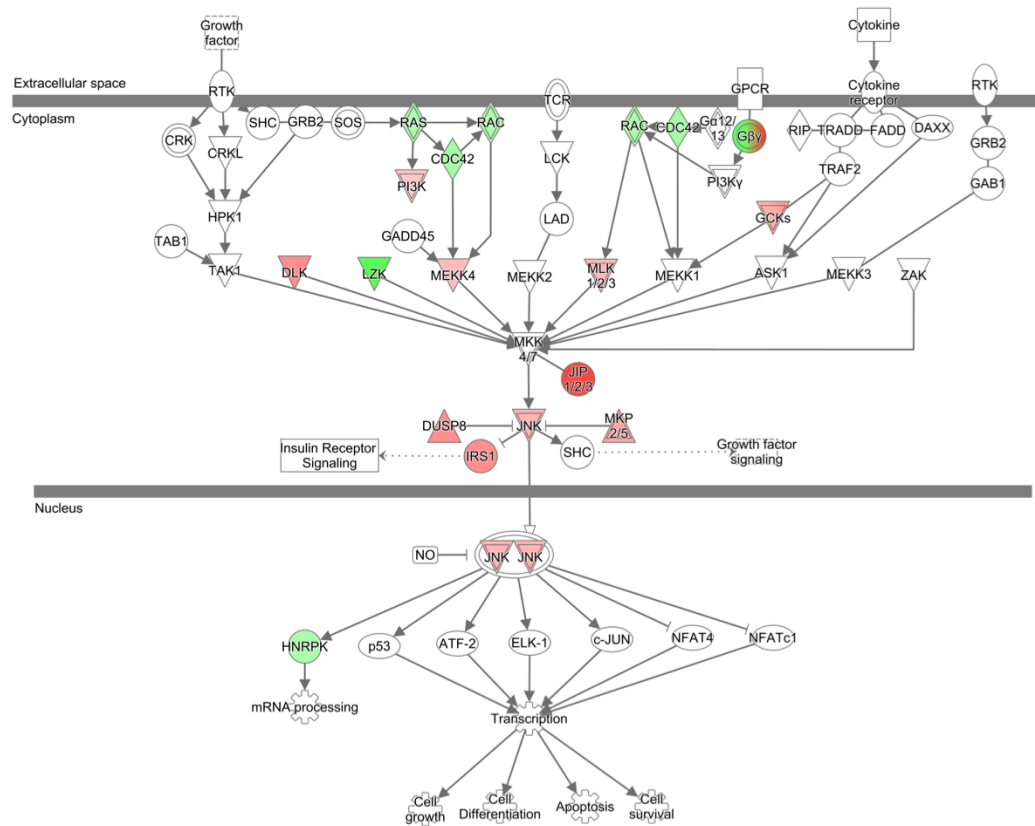 Growth
factor
Cytokine
Extracellular space
RTK
TCR
GPCR
Cytokine
receptor
RTK
Cytoplasm
SHC
GRB2
SOS
RAS
RAC
RAC
CDC42
Gα12/
13
Gβγ
RIP
TRADD
FADD
DAXX
CRK
CRKL
CDC42
LCK
GRB2
PI3K
PI3Kγ
TRAF2
GAB1
HPK1
GADD45
LAD
GCKs
TAB1
TAK1
DLK
LZK
MEKK4
MEKK2
MLK
1/2/3
MEKK1
ASK1
MEKK3
ZAK
MKK
4/7
JIP
1/2/3
DUSP8
JNK
MKP
2/5
Insulin Receptor
Signaling
IRS1
SHC
Growth factor
signaling
Nucleus
NO
JNK
JNK
HNRPK
p53
ATF-2
ELK-1
c-JUN
NFAT4
NFATc1
mRNA processing
Transcription
Cell
growth
Cell
Differentiation
Apoptosis
Cell
survival